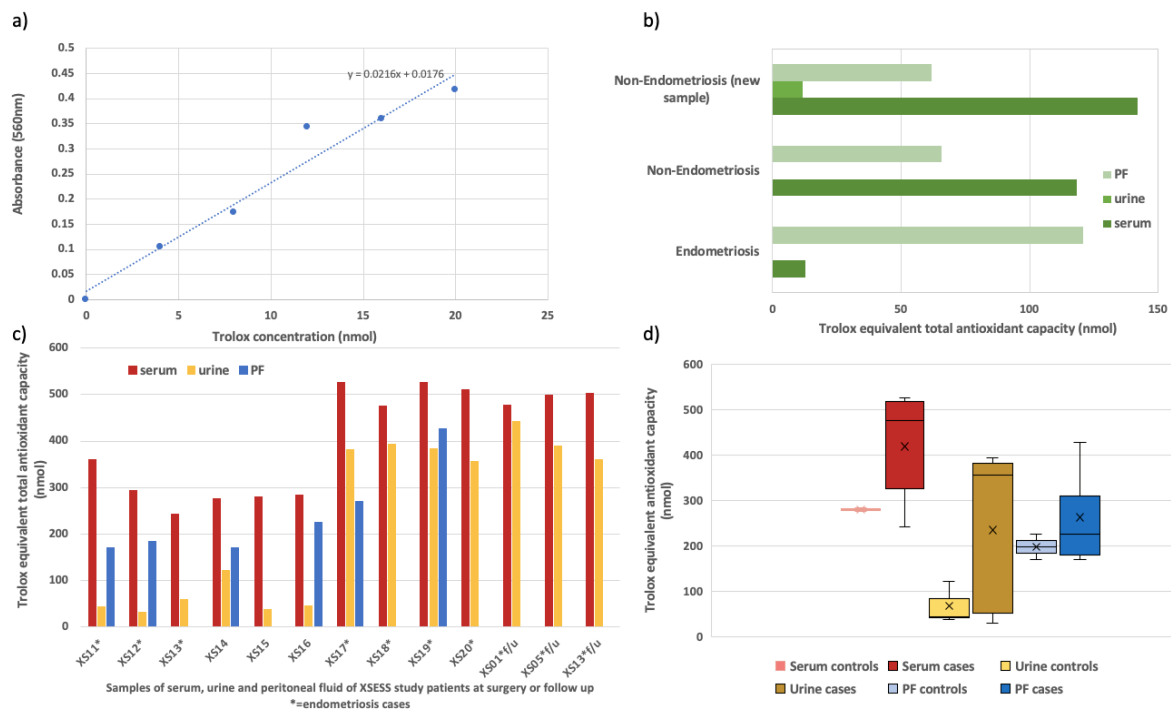 a)
0.5
0.45
0.4
0.35
0.3
0.25
0.2
0.15
0.1
0.05
0
Absorbance (560nm)
y = 0.0216x + 0.0176
0 5 10 15 20 25
Trolox concentration (nmol)
b)
Non-Endometriosis (new
sample)
Non-Endometriosis
Endometriosis
PF
urine
serum
0 50 100 150
Trolox equivalent total antioxidant capacity (nmol)
c)
600
500
400
300
200
100
0
Trolox equivalent total antioxidant capacity
(nmol)
serum urine PF
XS11* XS12* XS13* XS14 XS15 XS16 XS17* XS18* XS19* XS20* XS01*f/u XS05*f/u XS13*f/u
Samples of serum, urine and peritoneal fluid of XSESS study patients at surgery or follow up
*=endometriosis cases
d)
600
500
400
300
200
100
0
Trolox equivalent antioxidant capacity
(nmol)
Serum controls Serum cases Urine controls
Urine cases PF controls PF cases